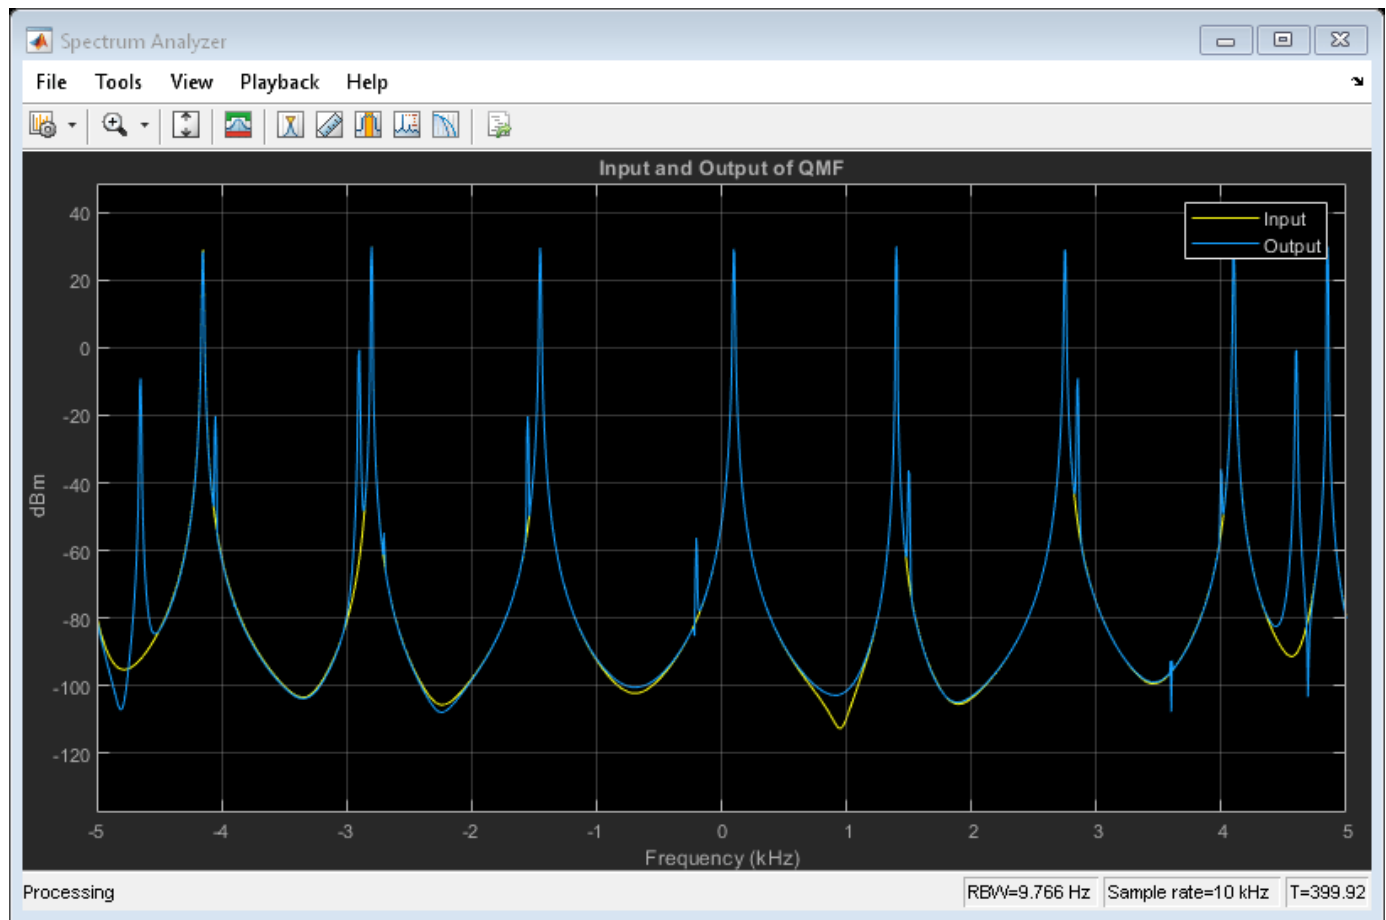 Spectrum Analyzer
File Tools View Playback Help
Input and Output of QMF
Input
Output
40
20
0
-20
-40
-60
-80
-100
-120
dBm
-5 -4 -3 -2 -1 0 1 2 3 4 5
Frequency (kHz)
Processing RBW=9.766 Hz Sample rate=10 kHz T=399.92